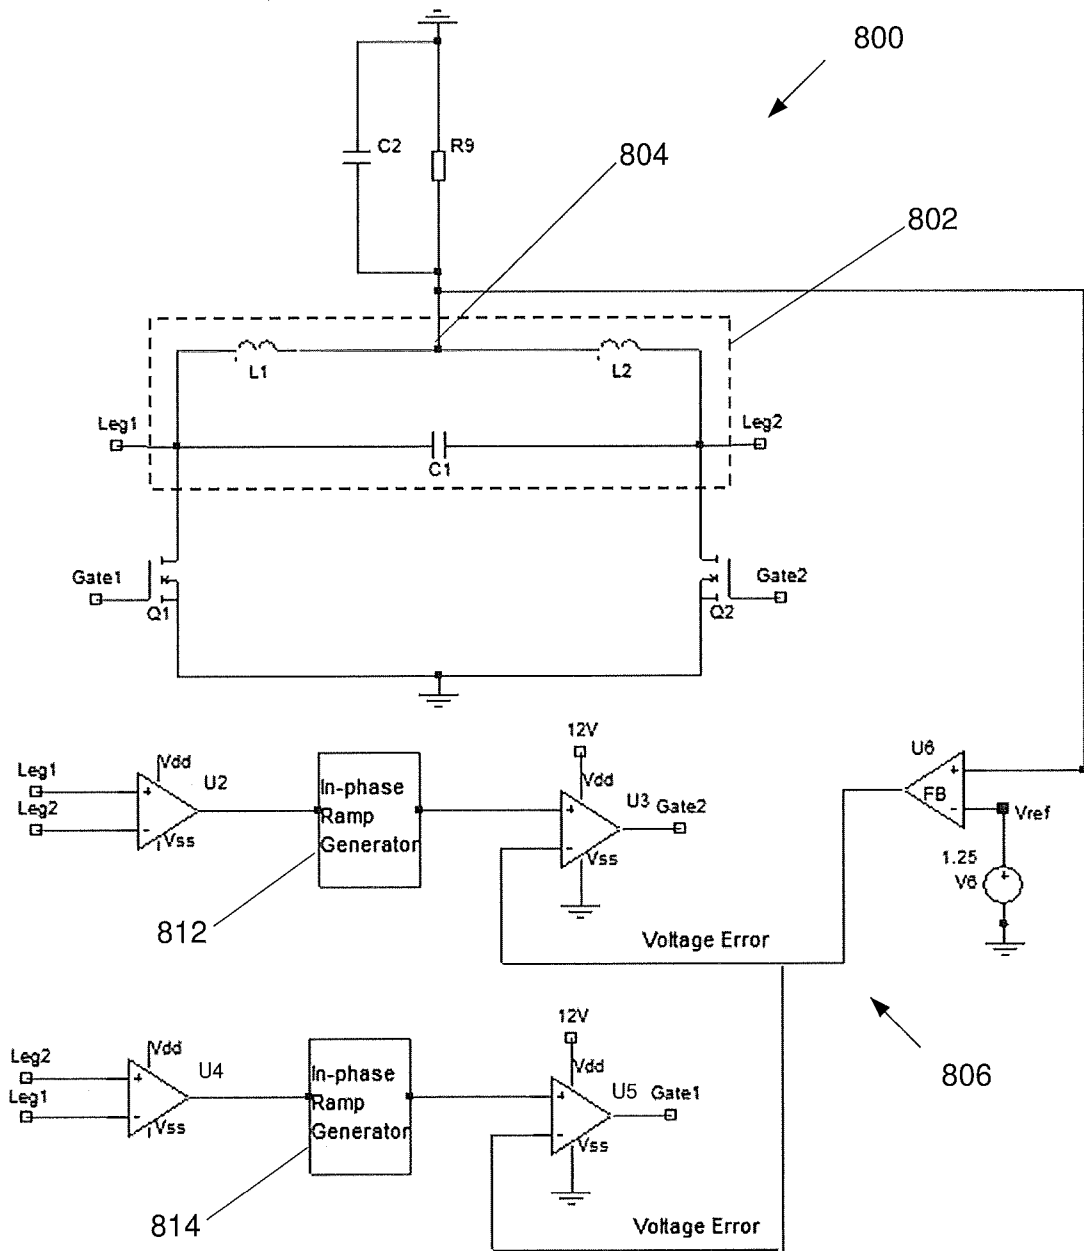 800
C2
R9
804
802
L1
L2
Leg1
Leg2
C1
Gate1
Gate2
Q1
Q2
12V
Leg1
Leg2
Vdd
U2
Vss
In-phase
Ramp
Generator
Vdd
U3
Gate2
Vss
U6
FB
Vref
1.25
V6
812
Voltage Error
806
12V
Leg2
Leg1
Vdd
U4
Vss
In-phase
Ramp
Generator
Vdd
U5
Gate1
Vss
814
Voltage Error